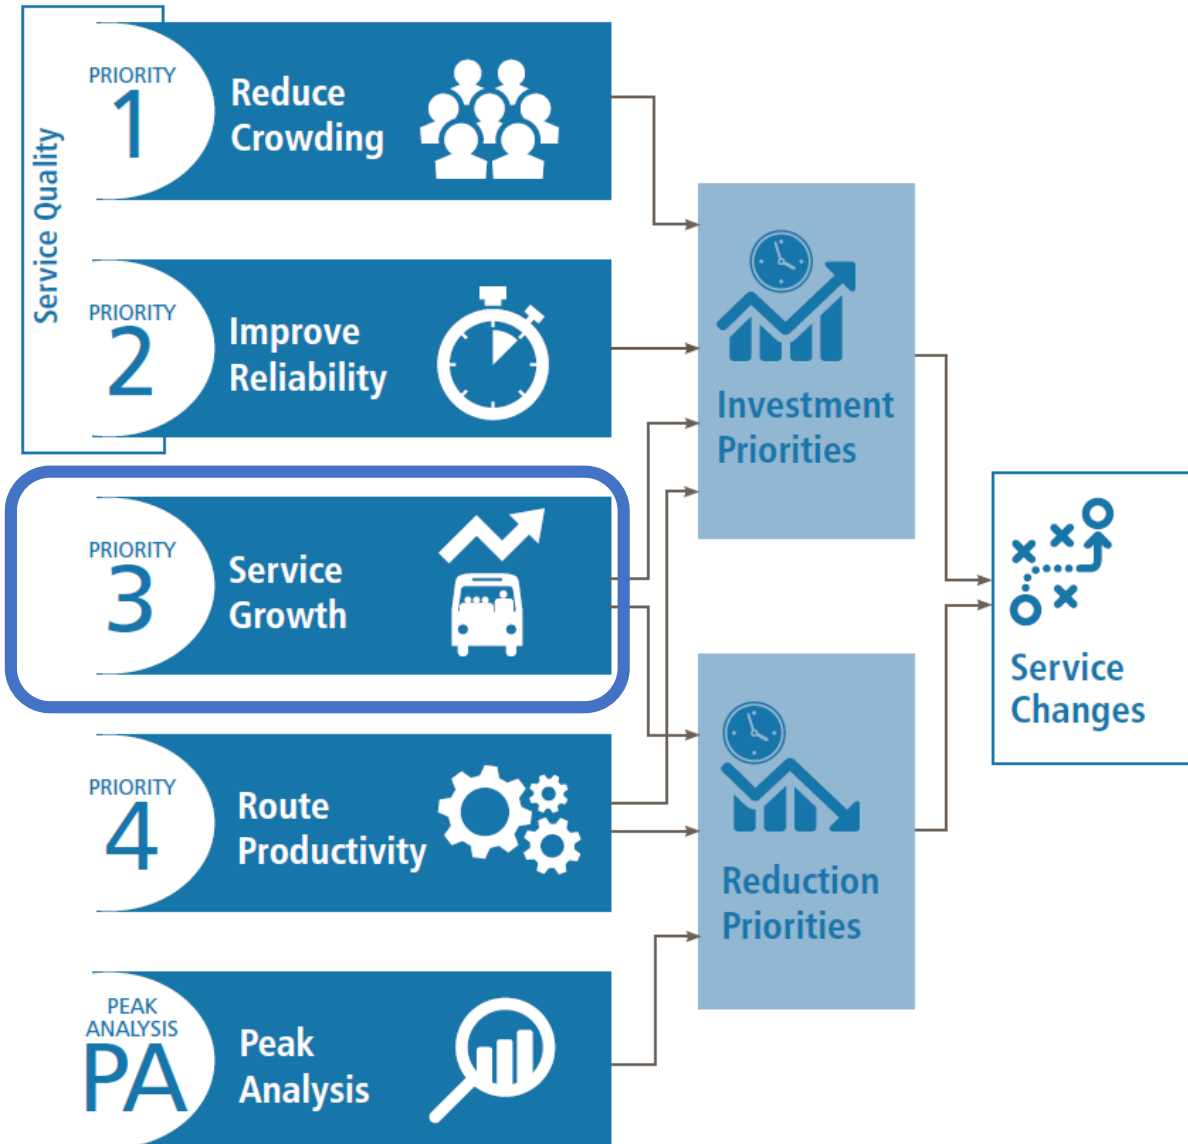 Service Quality
PRIORITY
1
Reduce
Crowding
PRIORITY
2
Improve
Reliability
PRIORITY
3
Service
Growth
PRIORITY
4
Route
Productivity
PEAK
ANALYSIS
PA
Peak
Analysis
Investment
Priorities
Reduction
Priorities
Service
Changes